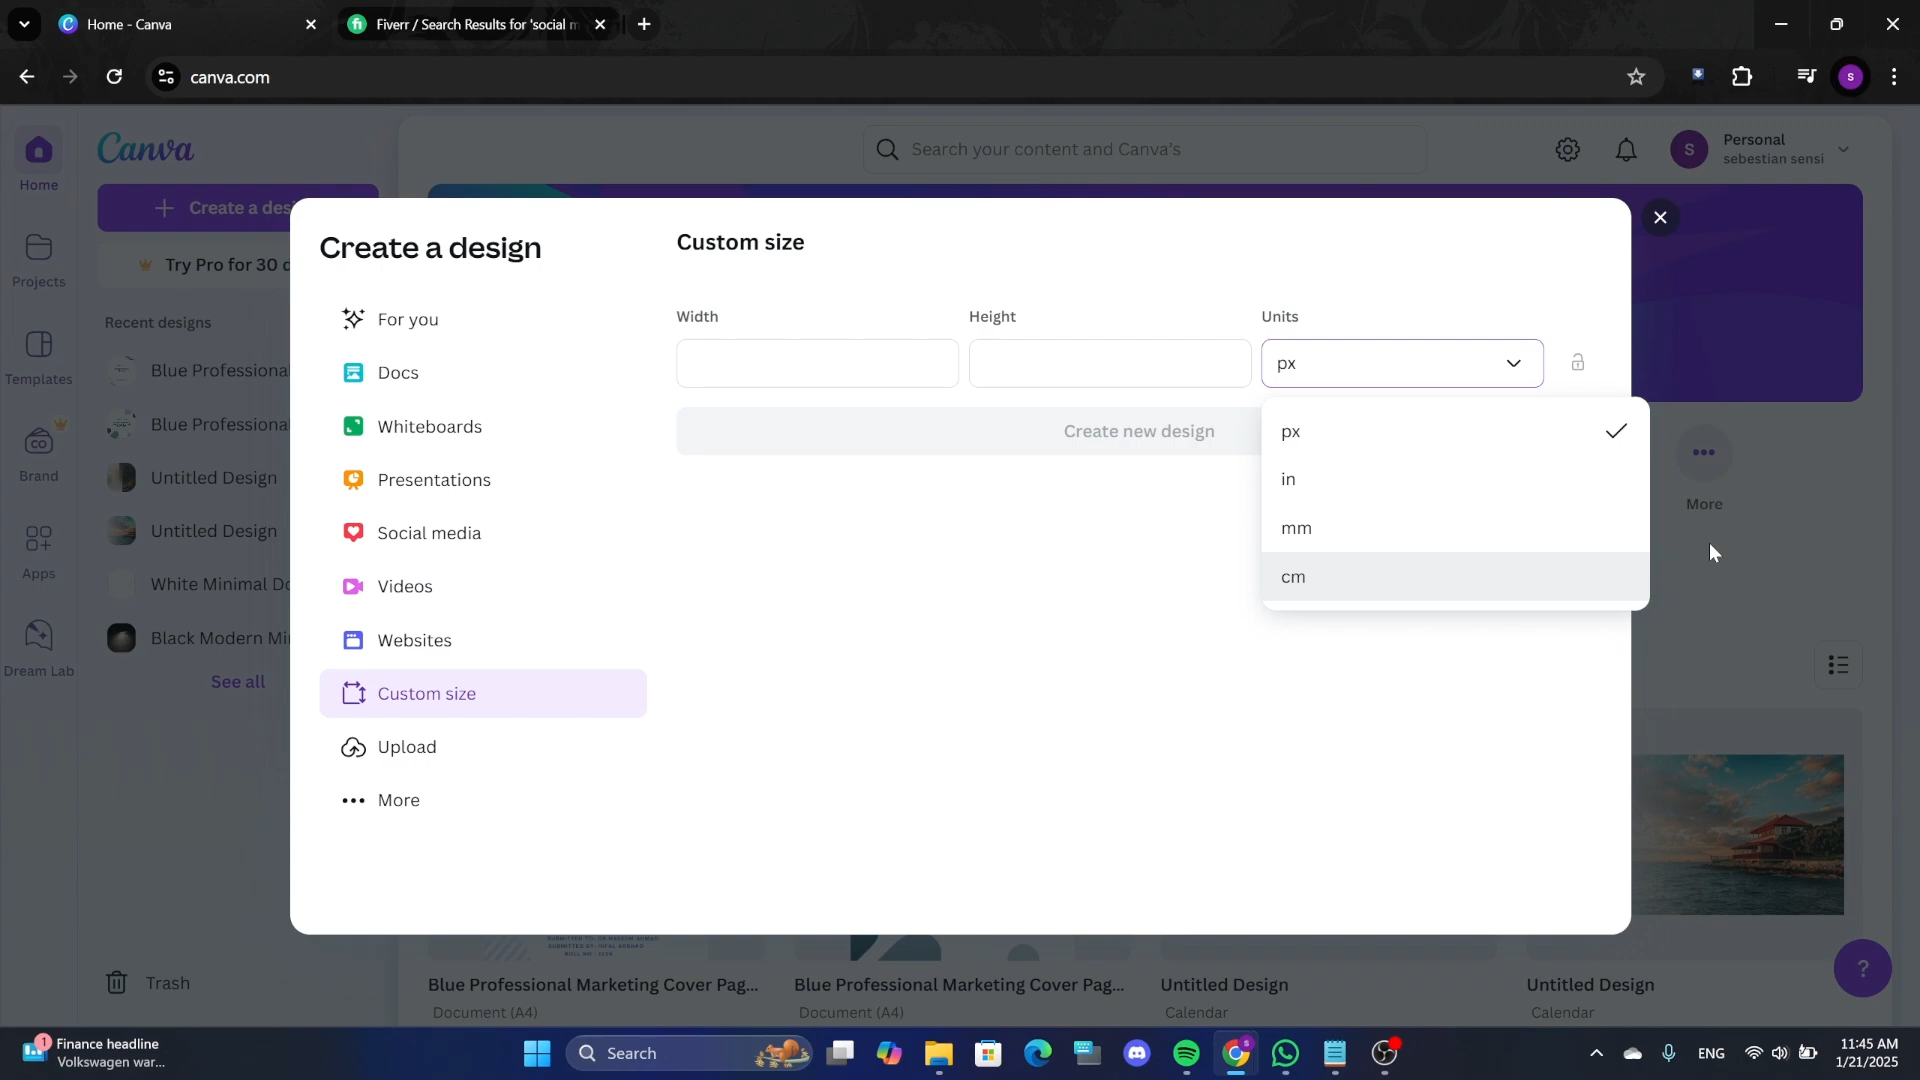 Home - Canva
Fiverr / Search Results for 'social m
canva.com
Canva
Search your content and Canva's
Personal
sebestian sensi
S
S
Home
Create a desi
Try Pro for 30 d
Projects
Recent designs
Blue Professional
Templates
Blue Professional
Brand
CO
Untitled Design
Untitled Design
Apps
White Minimal Do
Black Modern Min
Dream Lab
See all
Trash
Create a design
For you
Docs
Whiteboards
Presentations
Social media
Videos
Websites
Custom size
Upload
More
Custom size
Width
Height
Units
px
Create new design
px
in
mm
cm
More
?
Blue Professional Marketing Cover Pag...
Document (A4)
Blue Professional Marketing Cover Pag...
Document (A4)
Untitled Design
Calendar
Untitled Design
Calendar
1
Finance headline
Volkswagen war...
Search
ENG
11:45 AM
1/21/2025